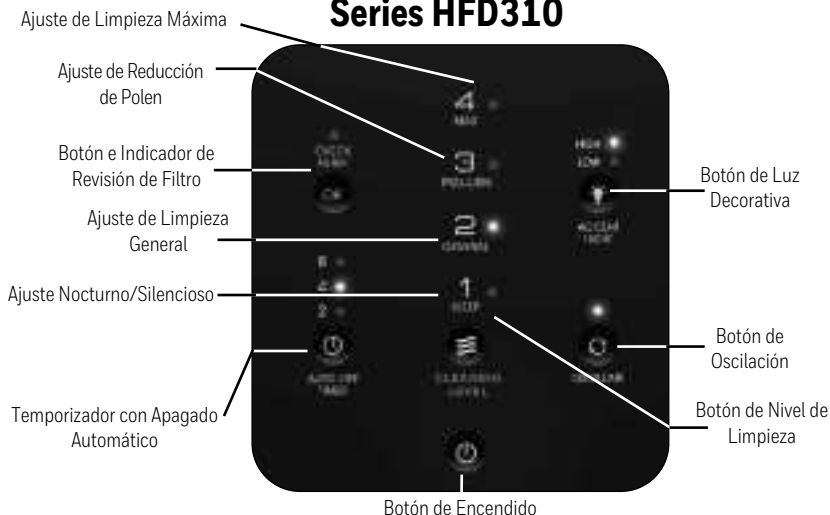 Series HFD310
Ajuste de Limpieza Máxima
Ajuste de Reducción
de Polen
Botón e Indicador de
Revisión de Filtro
Ajuste de Limpieza
General
Ajuste Nocturno/Silencioso
Temporizador con Apagado
Automático
4
3
POLLEN
2
1
4
2
HIGH
LOW
CLEANING
LEVEL
Botón de Luz
Decorativa
Botón de
Oscilación
Botón de Nivel de
Limpieza
Botón de Encendido